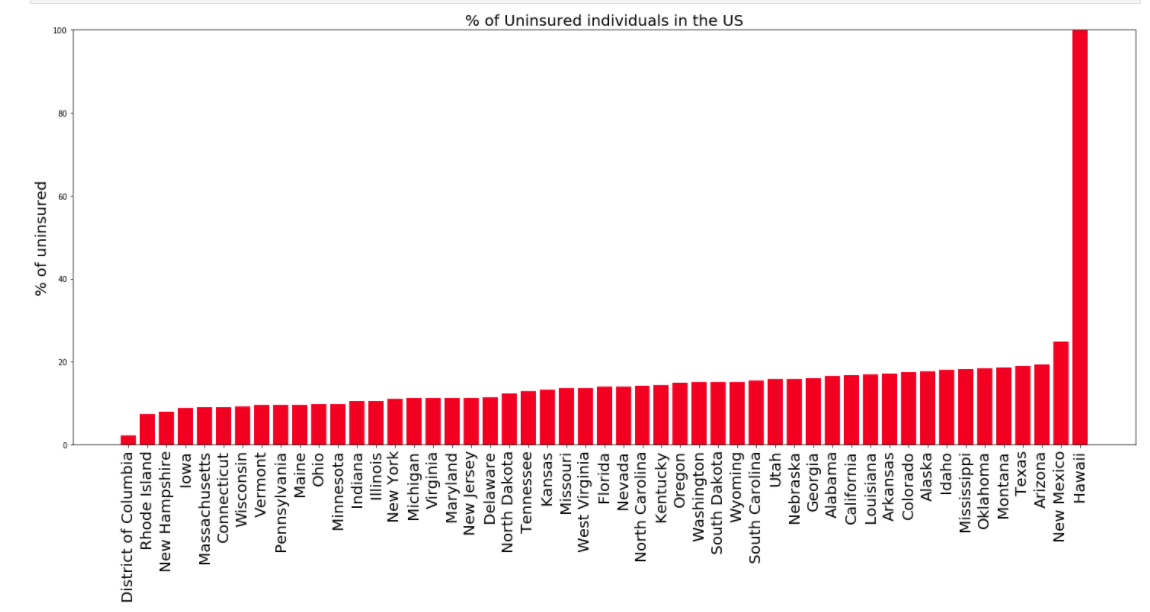 % of Uninsured individuals in the US
% of uninsured
100
80
60
40
20
0
District of Columbia
Rhode Island
New Hampshire
Iowa
Massachusetts
Connecticut
Wisconsin
Vermont
Pennsylvania
Maine
Ohio
Minnesota
Indiana
Illinois
New York
Michigan
Virginia
Maryland
New Jersey
Delaware
North Dakota
Tennessee
Kansas
Missouri
West Virginia
Florida
Nevada
North Carolina
Kentucky
Oregon
Washington
South Dakota
Wyoming
South Carolina
Utah
Nebraska
Georgia
Alabama
California
Louisiana
Arkansas
Colorado
Alaska
Idaho
Mississippi
Oklahoma
Montana
Texas
Arizona
New Mexico
Hawaii